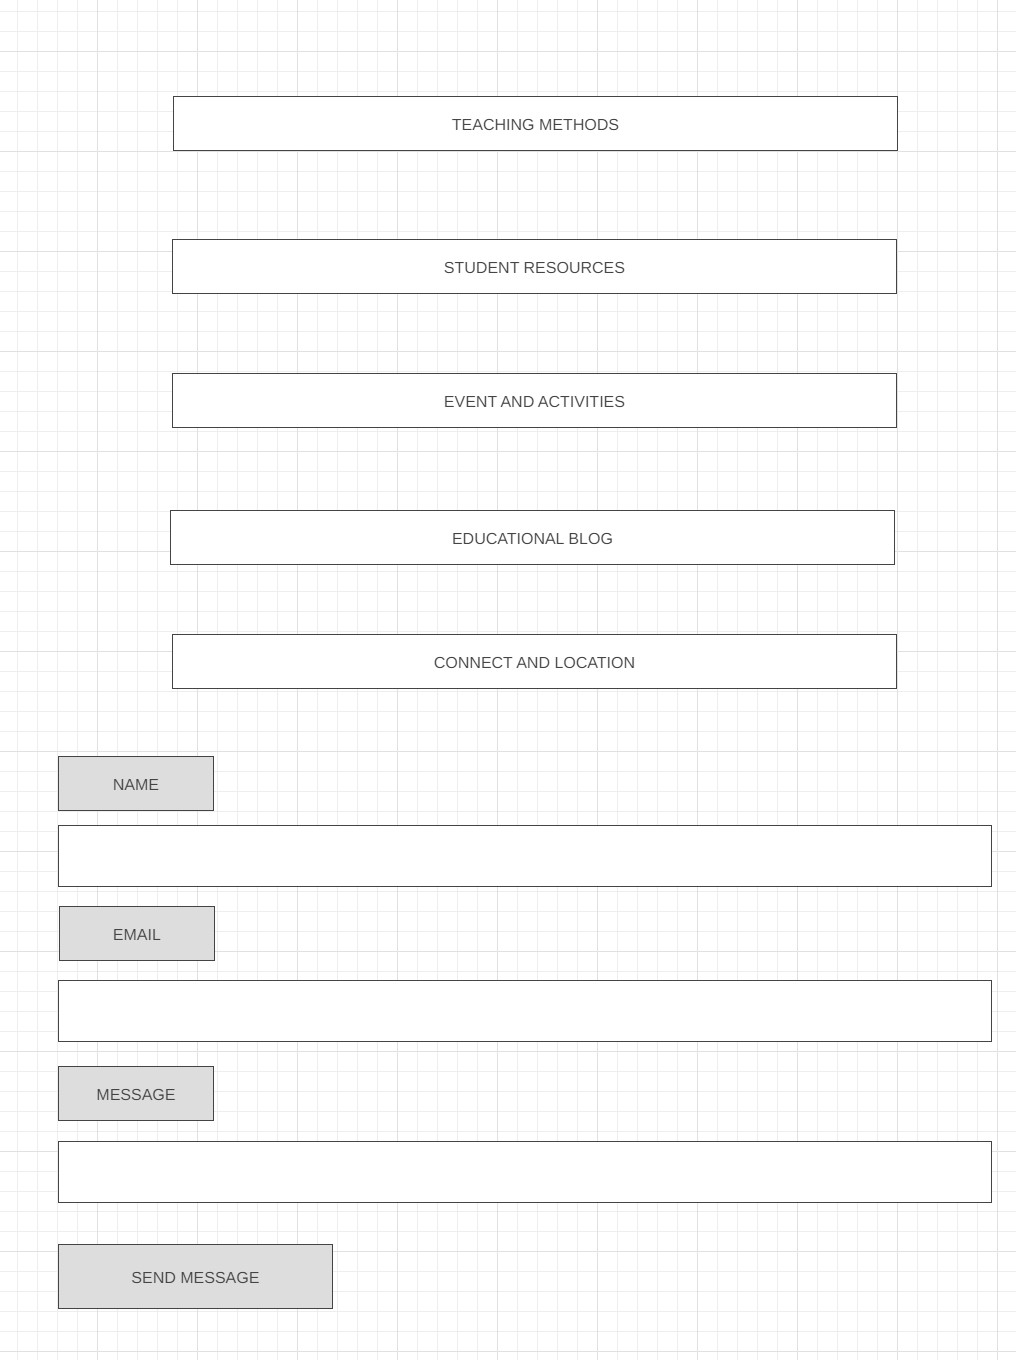 TEACHING METHODS
STUDENT RESOURCES
EVENT AND ACTIVITIES
EDUCATIONAL BLOG
CONNECT AND LOCATION
NAME
EMAIL
MESSAGE
SEND MESSAGE